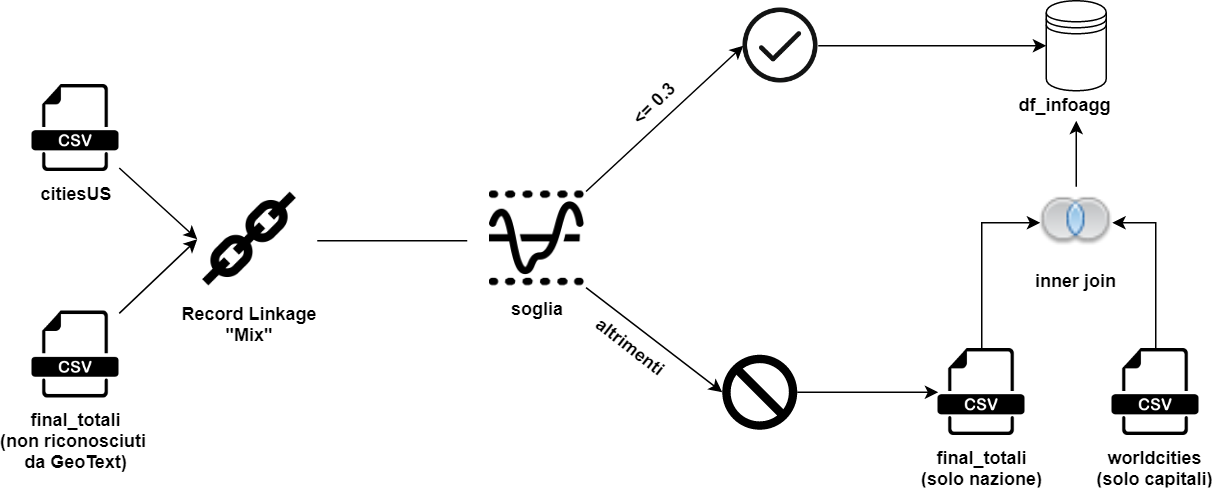 CSV
citiesUS
CSV
final_totali
(non riconosciuti
da GeoText)
Record Linkage
"Mix"
soglia
<= 0.3
altrimenti
df_infoagg
inner join
CSV
final_totali
(solo nazione)
CSV
worldcities
(solo capitali)